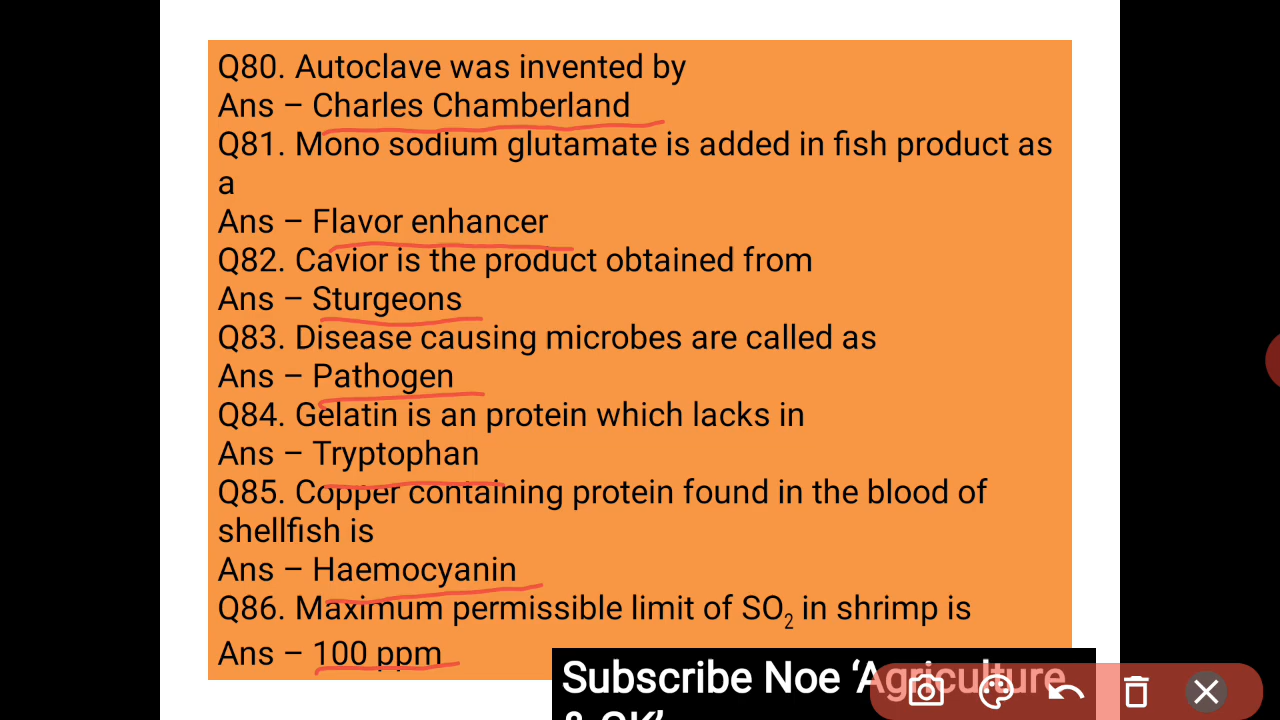 Q80. Autoclave was invented by
Ans – Charles Chamberland
Q81. Mono sodium glutamate is added in fish product as
a
Ans – Flavor enhancer
Q82. Cavior is the product obtained from
Ans – Sturgeons
Q83. Disease causing microbes are called as
Ans – Pathogen
Q84. Gelatin is an protein which lacks in
Ans – Tryptophan
Q85. Copper containing protein found in the blood of
shellfish is
Ans – Haemocyanin
Q86. Maximum permissible limit of SO₂ in shrimp is
Ans – 100 ppm
Subscribe Noe ‘Agriculture